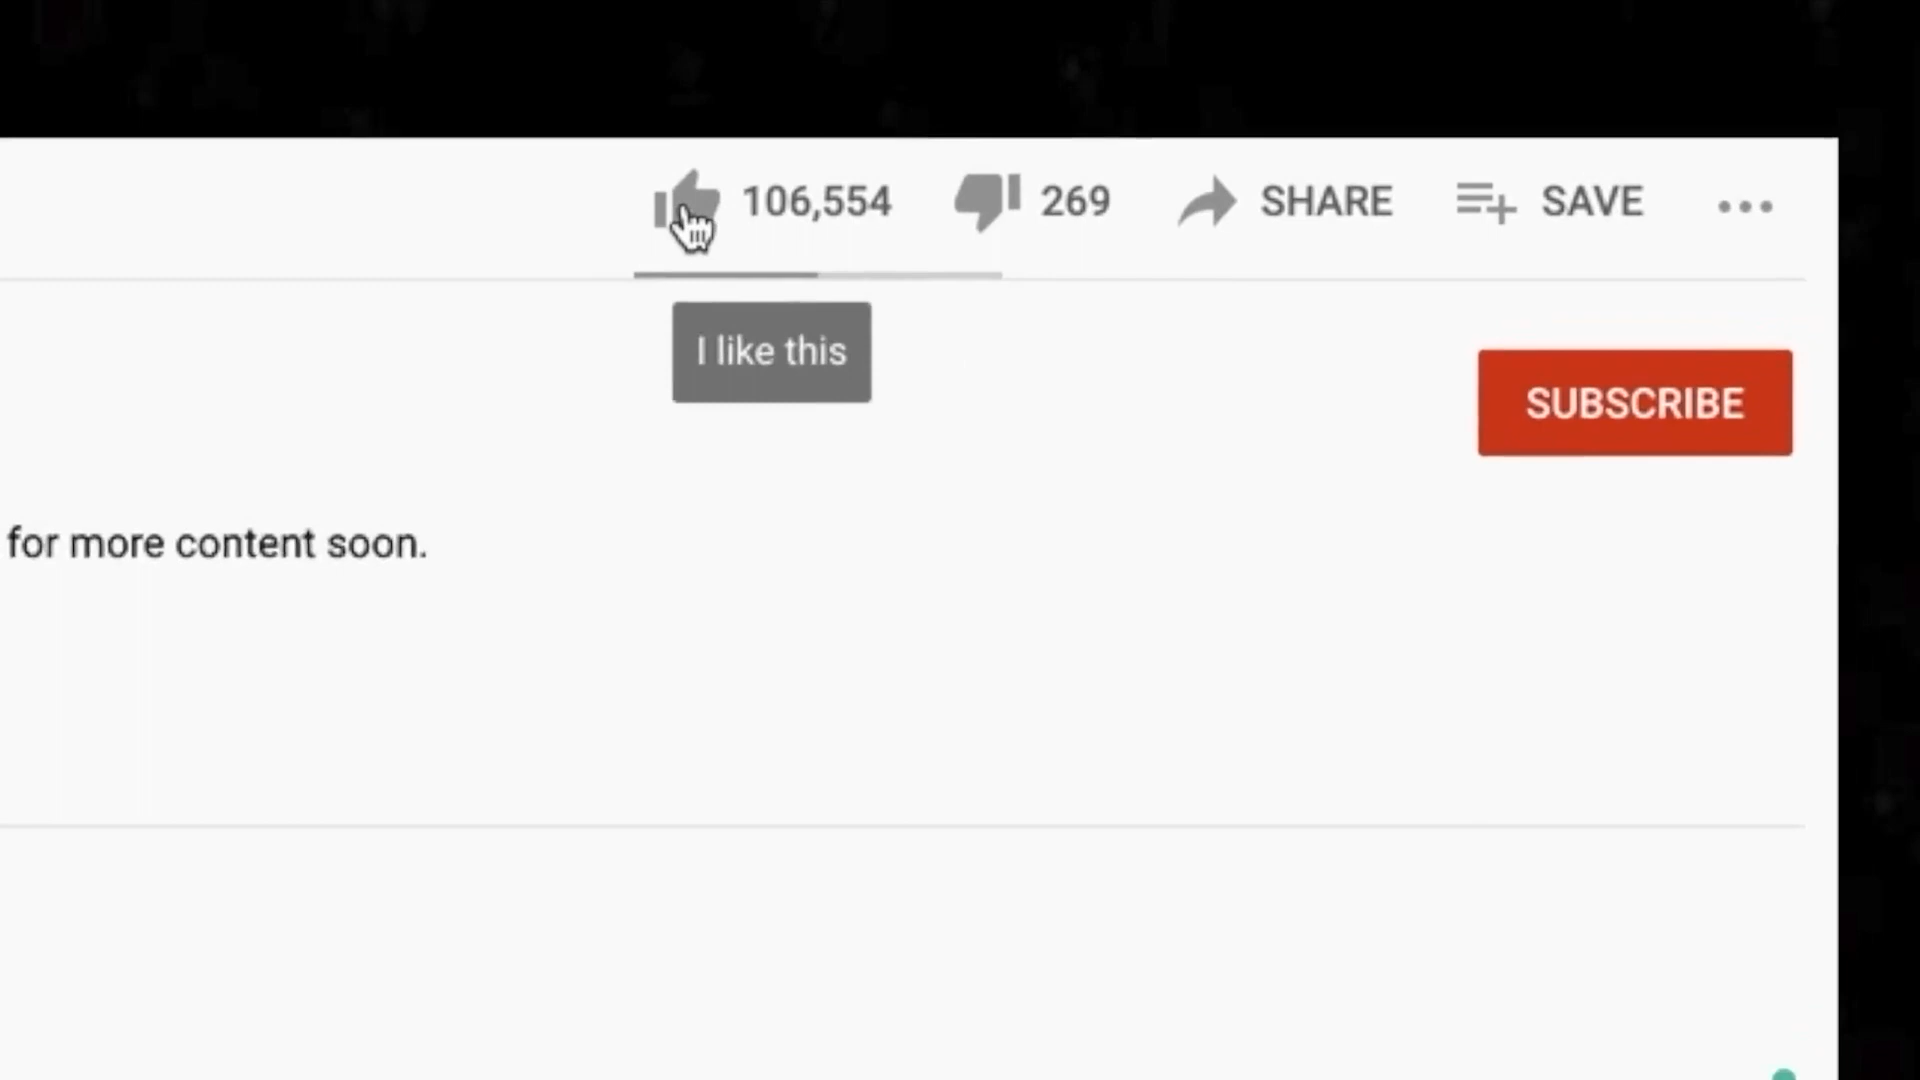 106,554 269 SHARE SAVE
I like this
SUBSCRIBE
for more content soon.